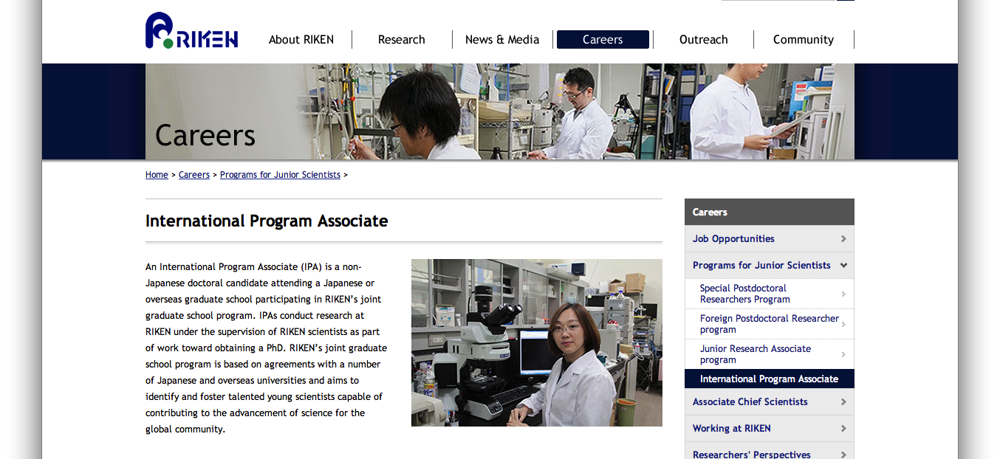 RIKEN
About RIKEN
Research
News & Media
Careers
Outreach
Community
Careers
Home > Careers > Programs for Junior Scientists >
International Program Associate
An International Program Associate (IPA) is a non-
Japanese doctoral candidate attending a Japanese or
overseas graduate school participating in RIKEN's joint
graduate school program. IPAs conduct research at
RIKEN under the supervision of RIKEN scientists as part
of work toward obtaining a PhD. RIKEN's joint graduate
school program is based on agreements with a number
of Japanese and overseas universities and aims to
identify and foster talented young scientists capable of
contributing to the advancement of science for the
global community.
Careers
Job Opportunities
Programs for Junior Scientists
Special Postdoctoral
Researchers Program
Foreign Postdoctoral Researcher
program
Junior Research Associate
program
International Program Associate
Associate Chief Scientists
Working at RIKEN
Researchers' Perspectives